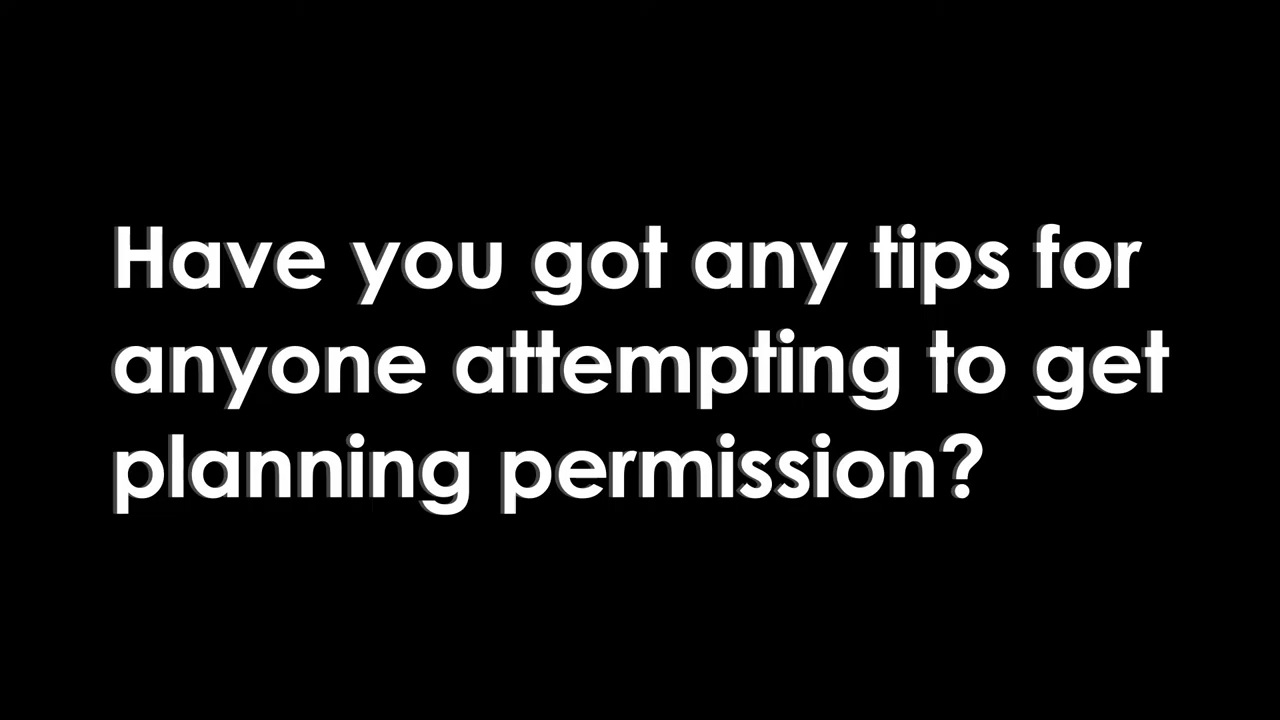 Have you got any tips for
anyone attempting to get
planning permission?